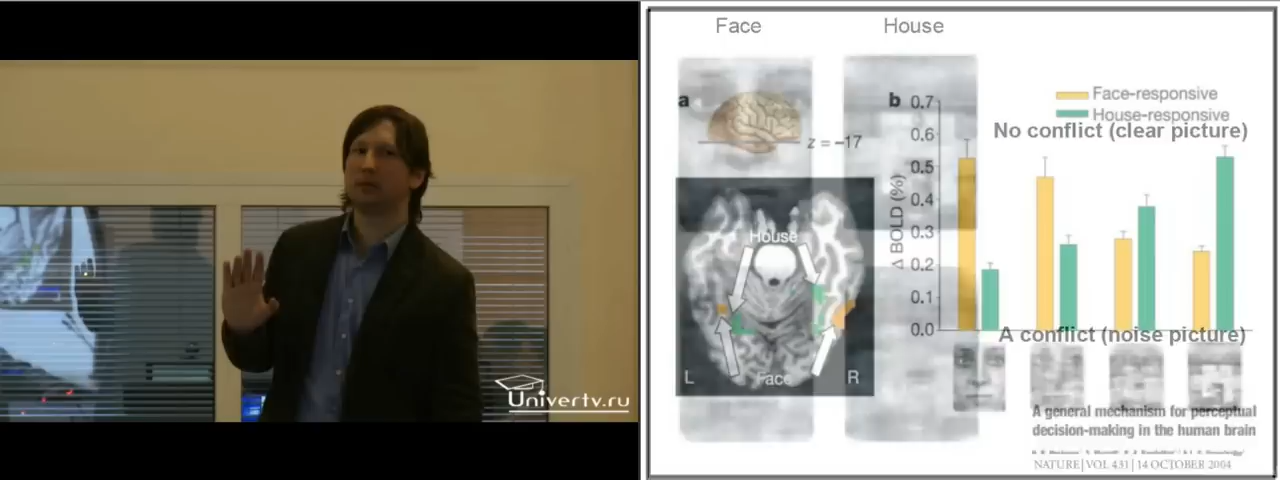 Univertv.ru
Face
House
a
z = –17
House
L
Face
R
b
Δ BOLD (%)
0.7
0.6
0.5
0.4
0.3
0.2
0.1
0.0
Face-responsive
House-responsive
No conflict (clear picture)
A conflict (noise picture)
A general mechanism for perceptual
decision-making in the human brain
NATURE | VOL 431 | 14 OCTOBER 2004